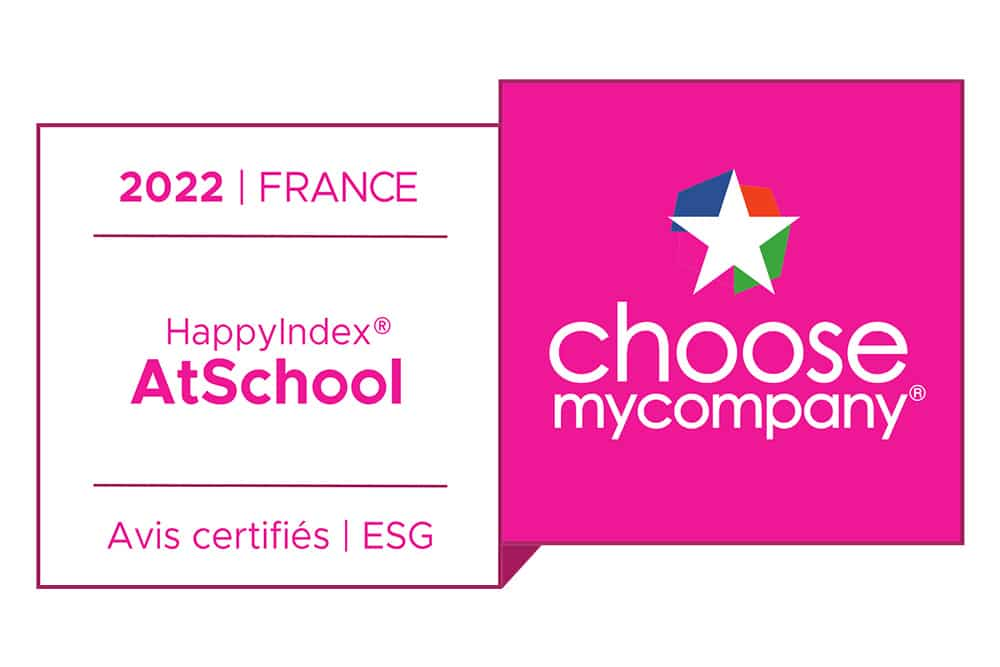 2022 | FRANCE
HappyIndex®
AtSchool
Avis certifiés | ESG
choose
mycompany®